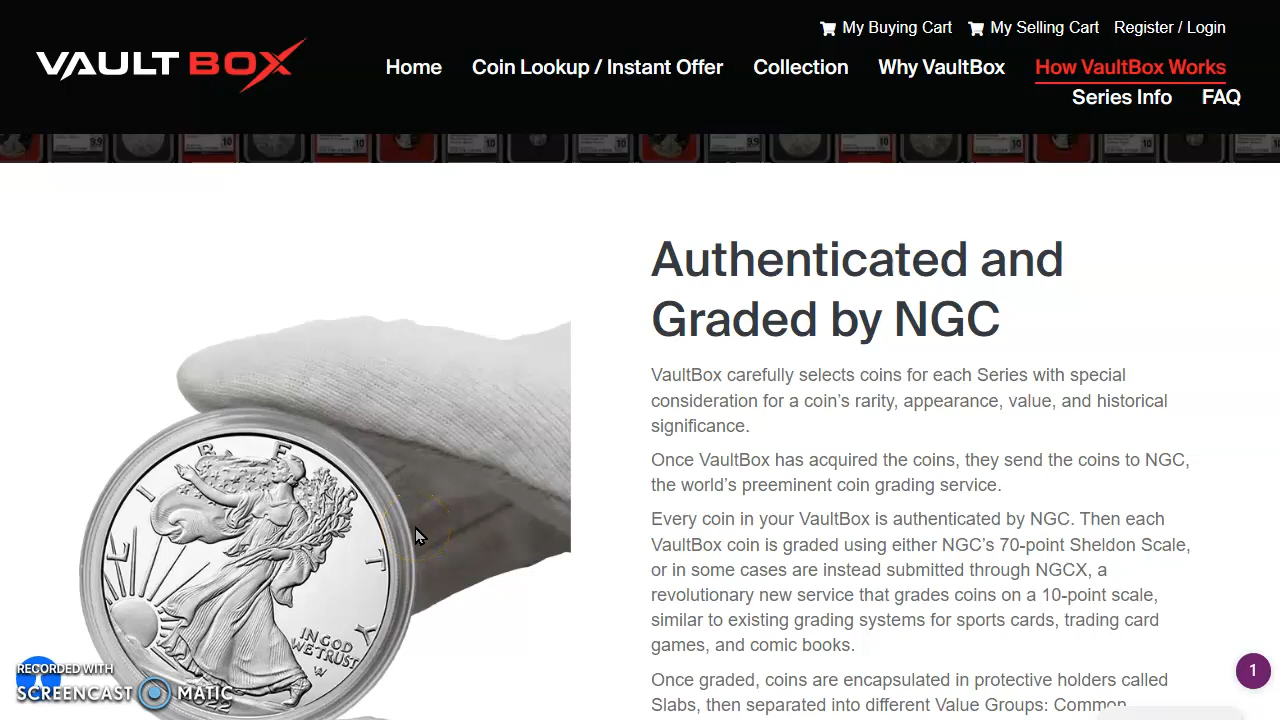 My Buying Cart My Selling Cart Register / Login
VAULT BOX
Home Coin Lookup / Instant Offer Collection Why VaultBox How VaultBox Works
Series Info FAQ
Authenticated and
Graded by NGC
VaultBox carefully selects coins for each Series with special
consideration for a coin’s rarity, appearance, value, and historical
significance.
Once VaultBox has acquired the coins, they send the coins to NGC,
the world’s preeminent coin grading service.
Every coin in your VaultBox is authenticated by NGC. Then each
VaultBox coin is graded using either NGC’s 70-point Sheldon Scale,
or in some cases are instead submitted through NGCX, a
revolutionary new service that grades coins on a 10-point scale,
similar to existing grading systems for sports cards, trading card
games, and comic books.
Once graded, coins are encapsulated in protective holders called
Slabs, then separated into different Value Groups: Common,
LIBERTY
IN GOD
WE TRUST
W
2022
RECORDED WITH
SCREENCAST MATIC
1